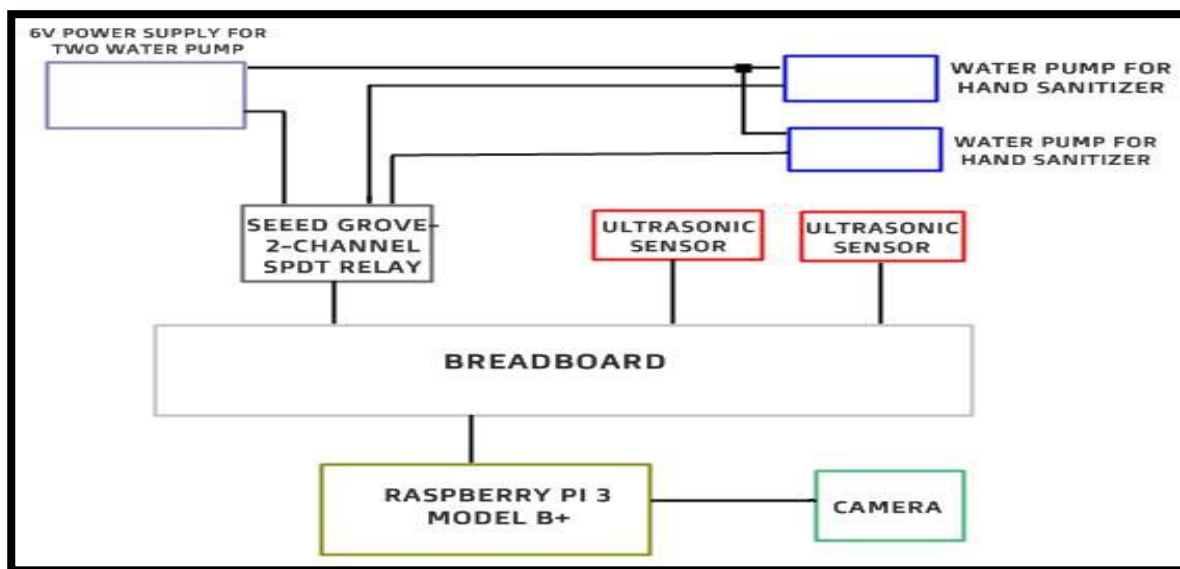 6V POWER SUPPLY FOR
TWO WATER PUMP
WATER PUMP FOR
HAND SANITIZER
WATER PUMP FOR
HAND SANITIZER
SEEED GROVE-
2-CHANNEL
SPDT RELAY
ULTRASONIC
SENSOR
ULTRASONIC
SENSOR
BREADBOARD
RASPBERRY PI 3
MODEL B+
CAMERA